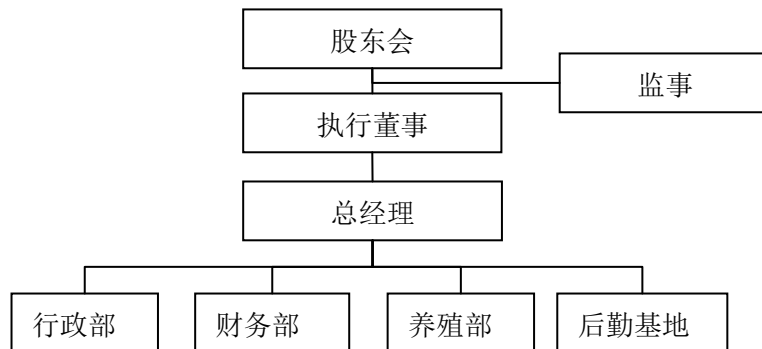 股东会
监事
执行董事
总经理
行政部
财务部
养殖部
后勤基地